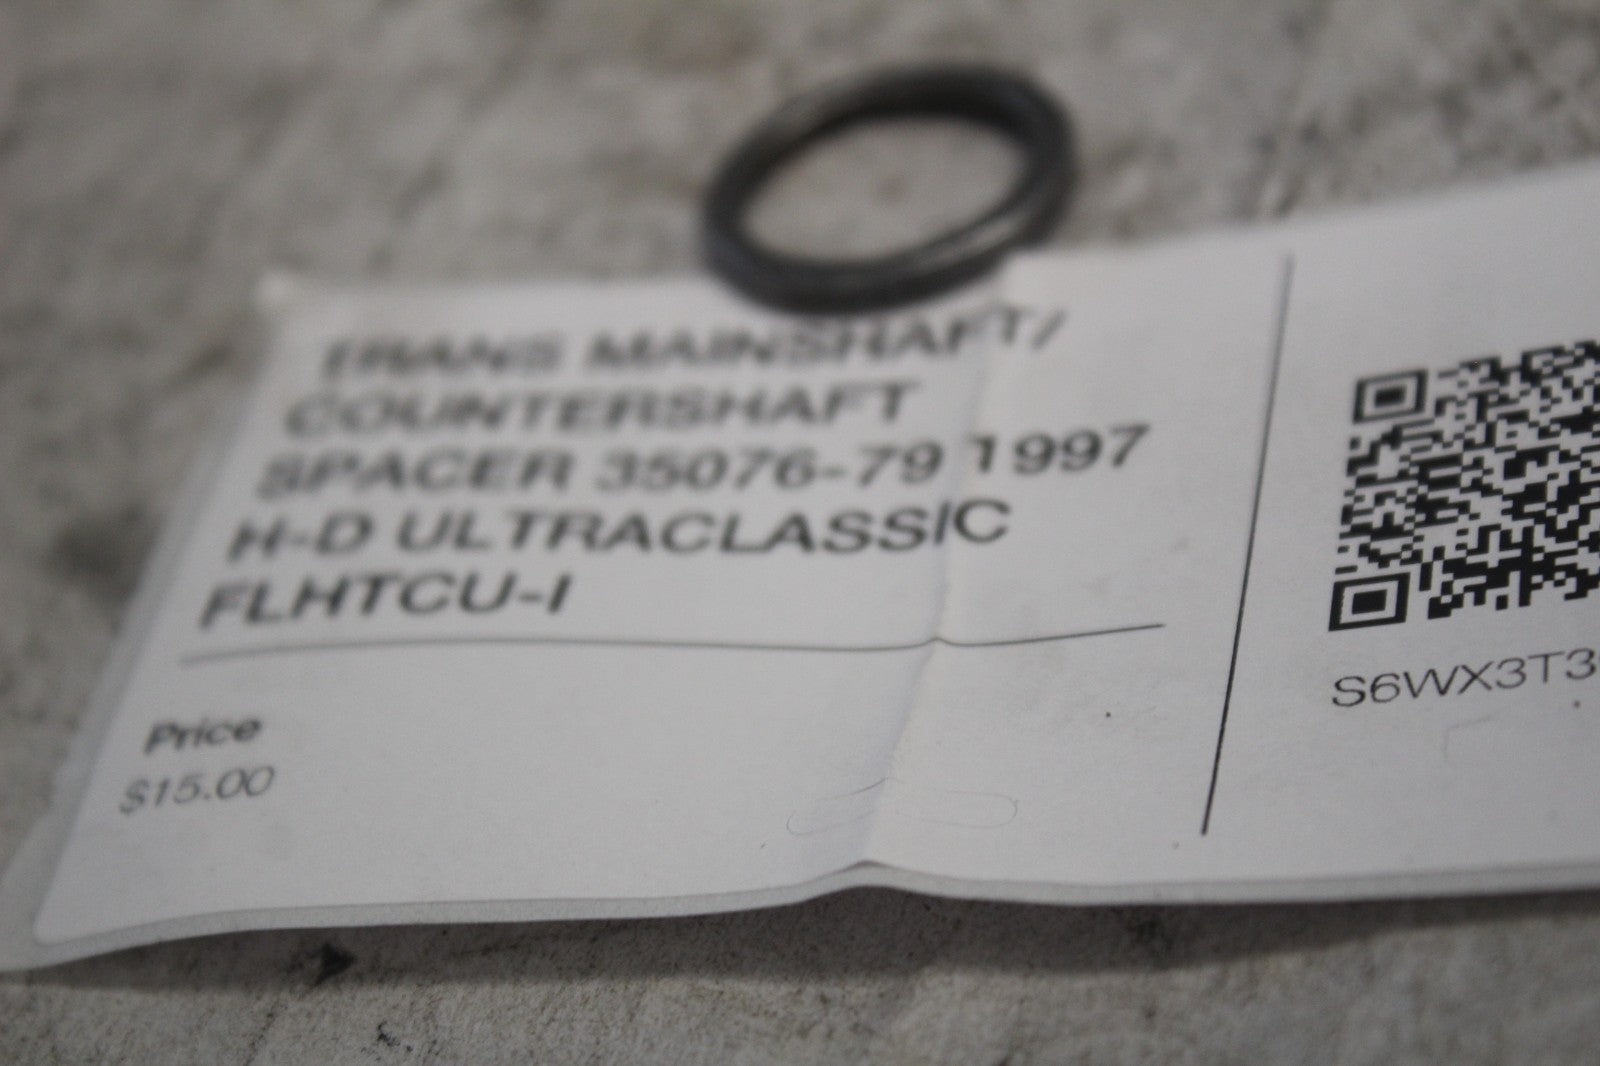 TRANS MAINSHAFT/
COUNTERSHAFT
SPACER 35076-79 1997
H-D ULTRACLASSIC
FLHTCU-I
Price
$15.00
S6WX3T3